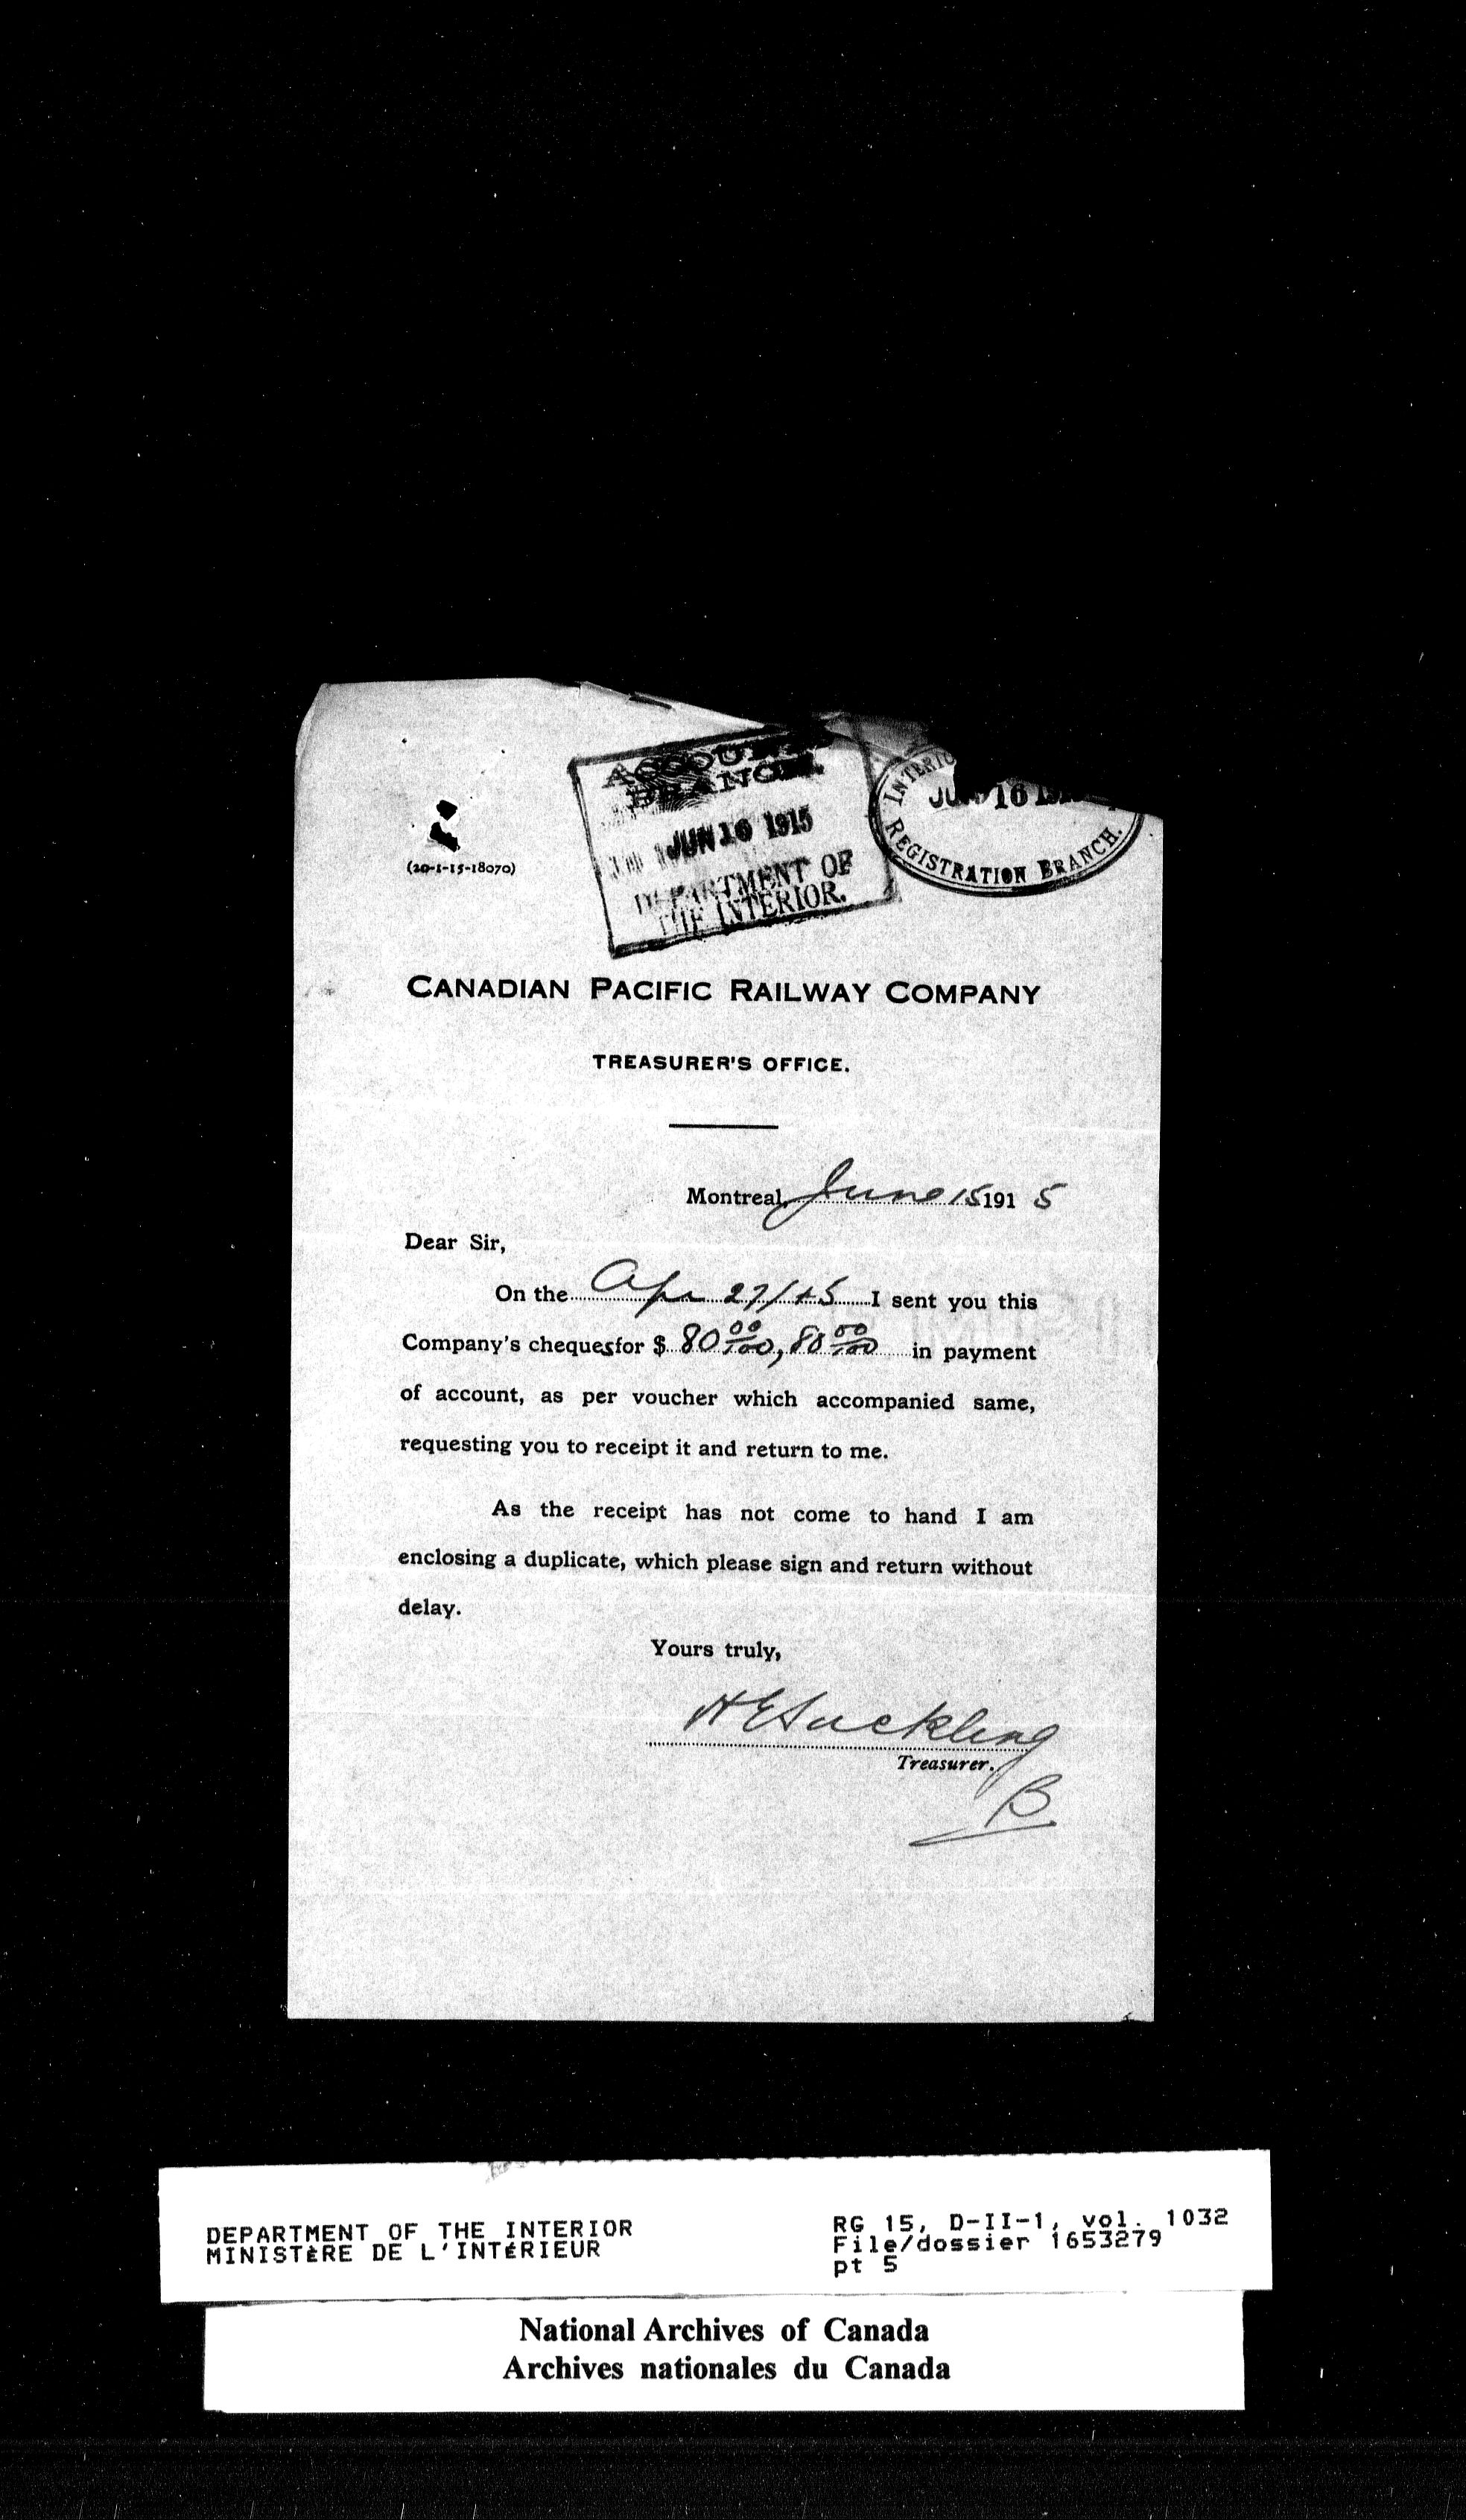 ACCOUNTS
BRANCH.
JUN 16 1915
DEPARTMENT OF
THE INTERIOR.
INTERIOR
JUN 16
REGISTRATION BRANCH.
(20-1-15-18070)
CANADIAN PACIFIC RAILWAY COMPANY
TREASURER'S OFFICE.
Montreal, June 15 1915
Dear Sir,
On the Apr 27/15 I sent you this
Company's cheques for $ 80 00/100, 80 00/100 in payment
of account, as per voucher which accompanied same,
requesting you to receipt it and return to me.
As the receipt has not come to hand I am
enclosing a duplicate, which please sign and return without
delay.
Yours truly,
H E Suckling
Treasurer.
B.
DEPARTMENT OF THE INTERIOR
MINISTÈRE DE L'INTÉRIEUR
RG 15, D-II-1, vol. 1032
File/dossier 1653279
pt 5
National Archives of Canada
Archives nationales du Canada